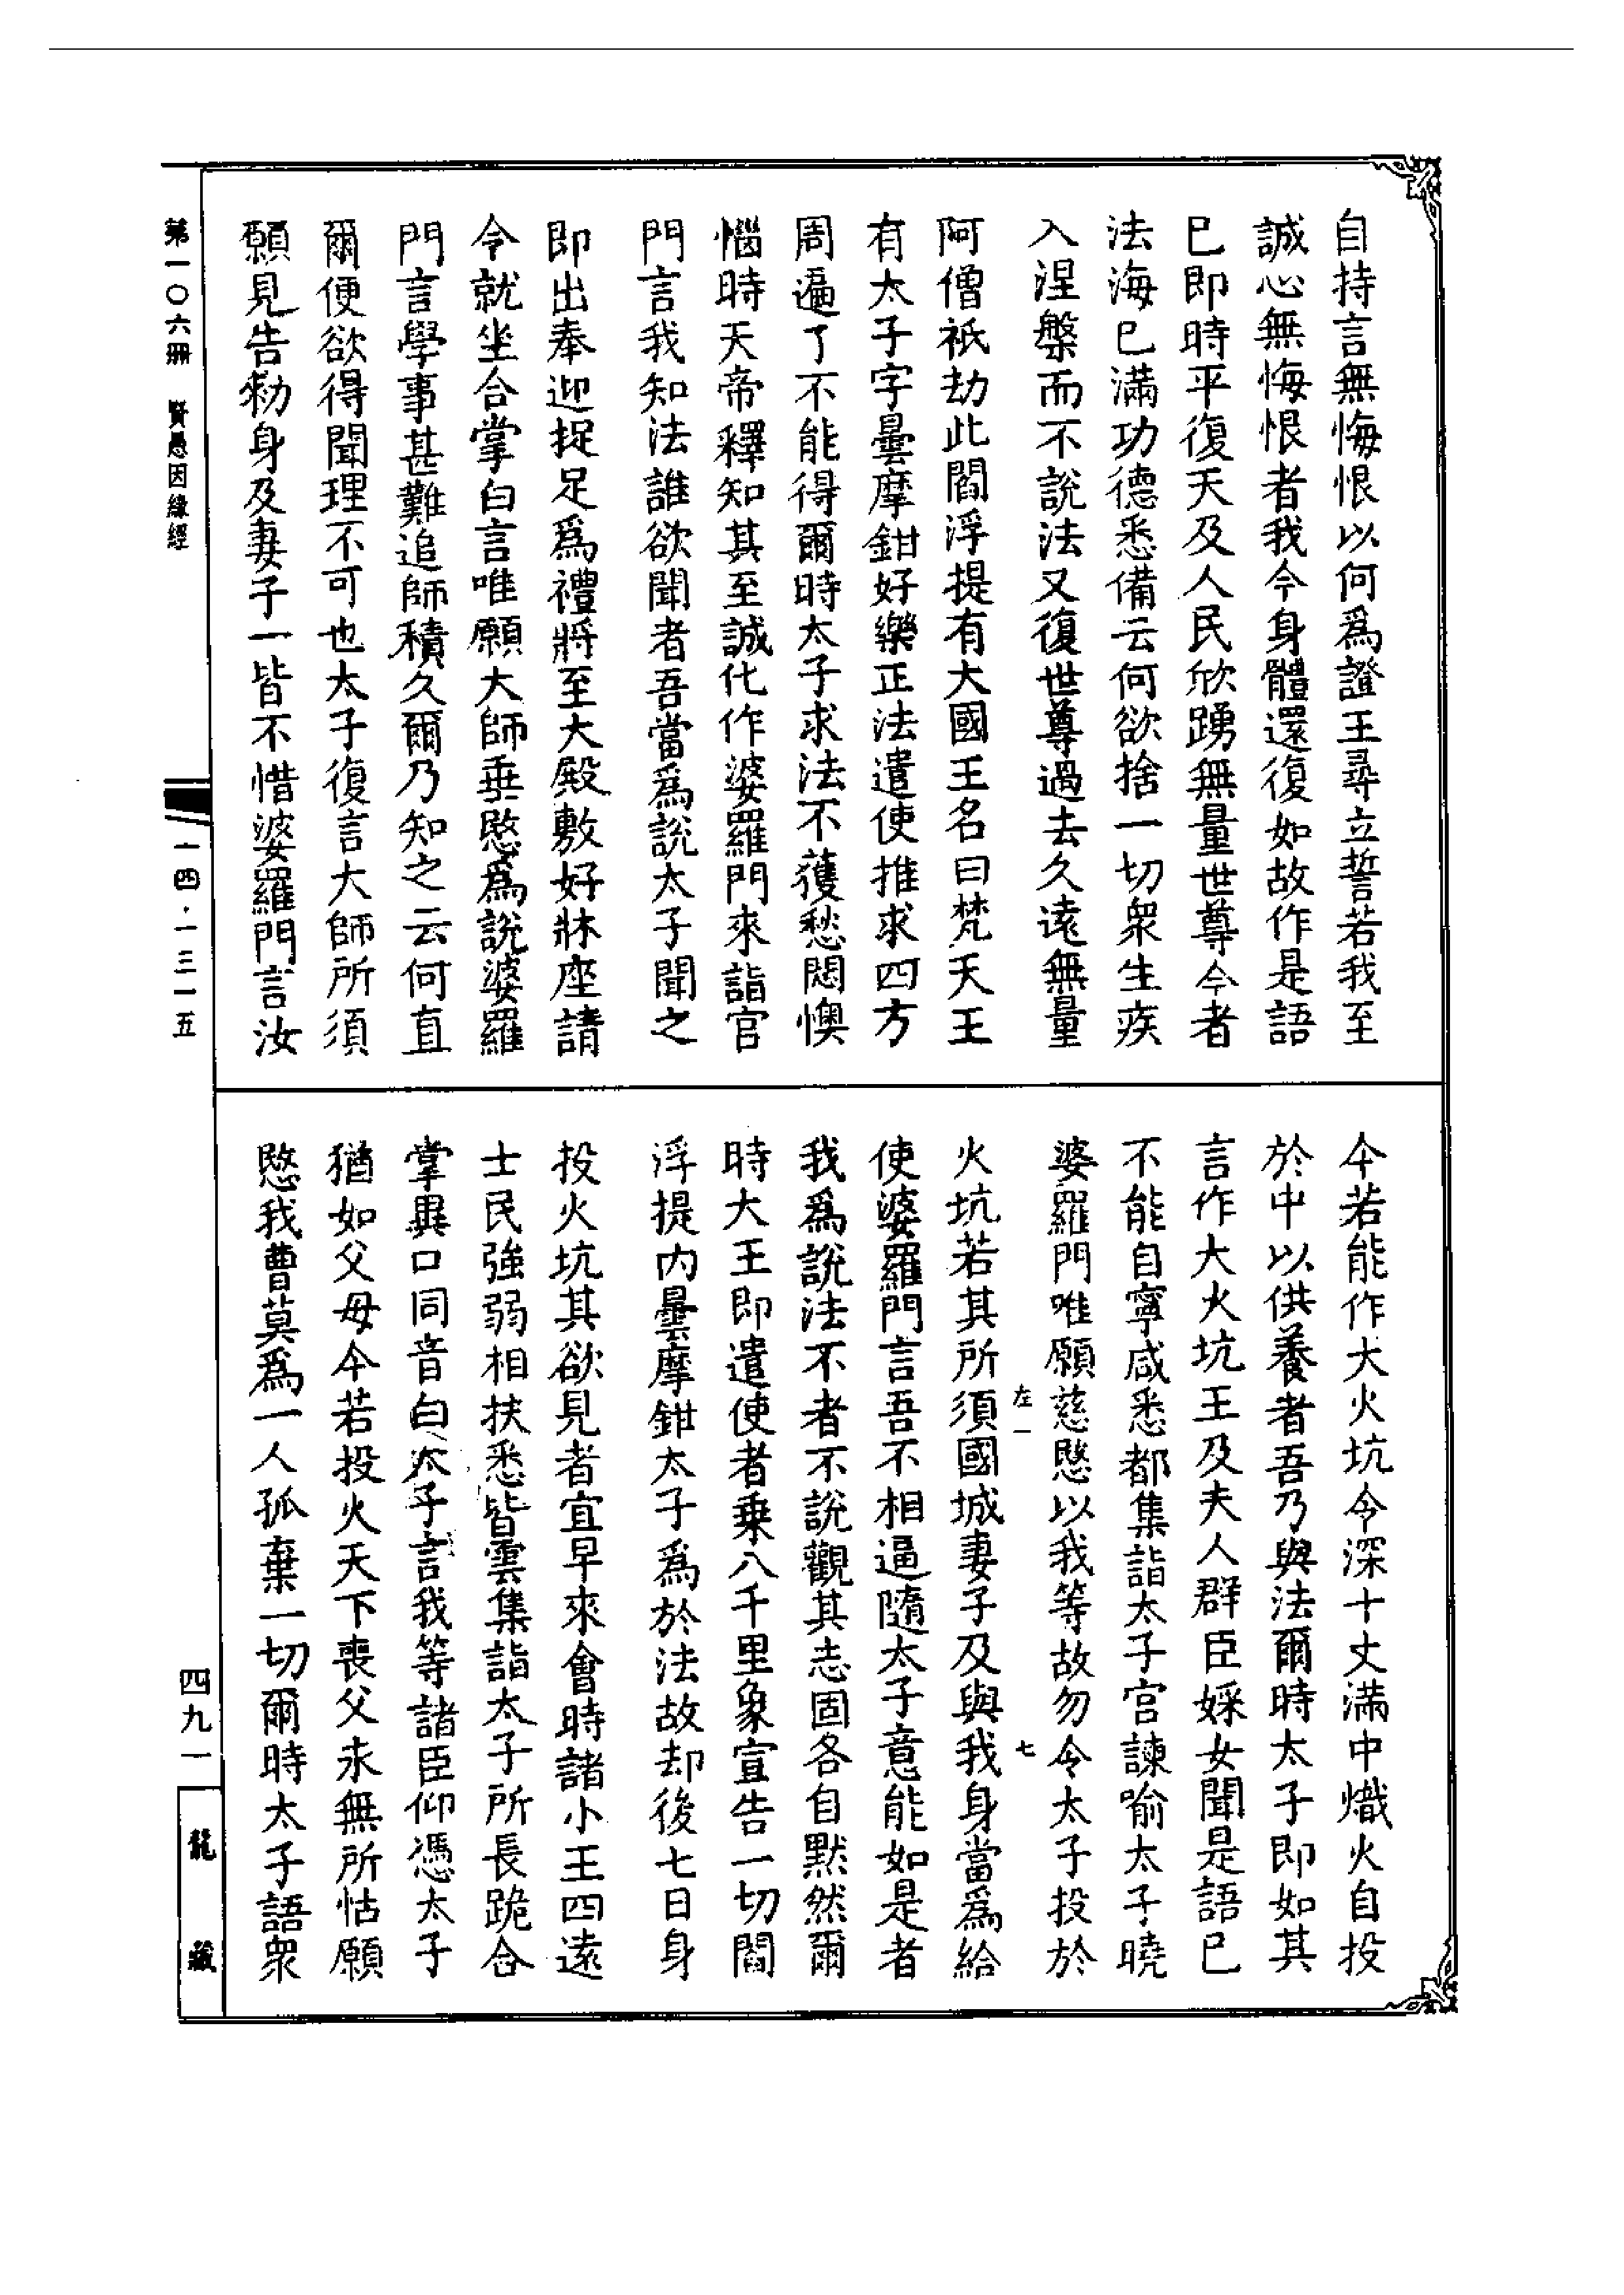 自持言無悔恨以何爲證王尋立誓若我至
誠心無悔恨者我今身體還復如故作是語
已即時平復天及人民欣踴無量世尊今者
法海已滿功德悉備云何欲捨一切衆生疾
入涅槃而不說法又復世尊過去久遠無量
阿僧祇劫此閻浮提有大國王名曰梵天王
有太子字曇摩鉗好樂正法遣使推求四方
周遍了不能得爾時太子求法不獲愁悶懊
惱時天帝釋知其至誠化作婆羅門來詣宮
門言我知法誰欲聞者吾當爲說太子聞之
即出奉迎捉足爲禮將至大殿敷好牀座請
令就坐合掌白言唯願大師垂愍爲說婆羅
門言學事甚難追師積久爾乃知之云何直
爾便欲得聞理不可也太子復言大師所須
願見告勑身及妻子一皆不惜婆羅門言汝
今若能作大火坑令深十丈滿中熾火自投
於中以供養者吾乃與法爾時太子即如其
言作大火坑王及夫人群臣婇女聞是語已
不能自寧咸悉都集詣太子宮諫喻太子曉
婆羅門唯願慈愍以我等故勿令太子投於
左一
七
火坑若其所須國城妻子及與我身當爲給
使婆羅門言吾不相逼隨太子意能如是者
我爲說法不者不說觀其志固各自默然爾
時大王即遣使者乗八千里象宣告一切閻
浮提内曇摩鉗太子爲於法故却後七日身
投火坑其欲見者宜早來會時諸小王四遠
士民強弱相扶悉皆雲集詣太子所長跪合
掌異口同音白太子言我等諸臣仰憑太子
猶如父母今若投火天下喪父永無所怙願
愍我曹莫爲一人孤棄一切爾時太子語衆
第一〇六册 賢愚因緣經
一四·一三一五
四九一
龍藏